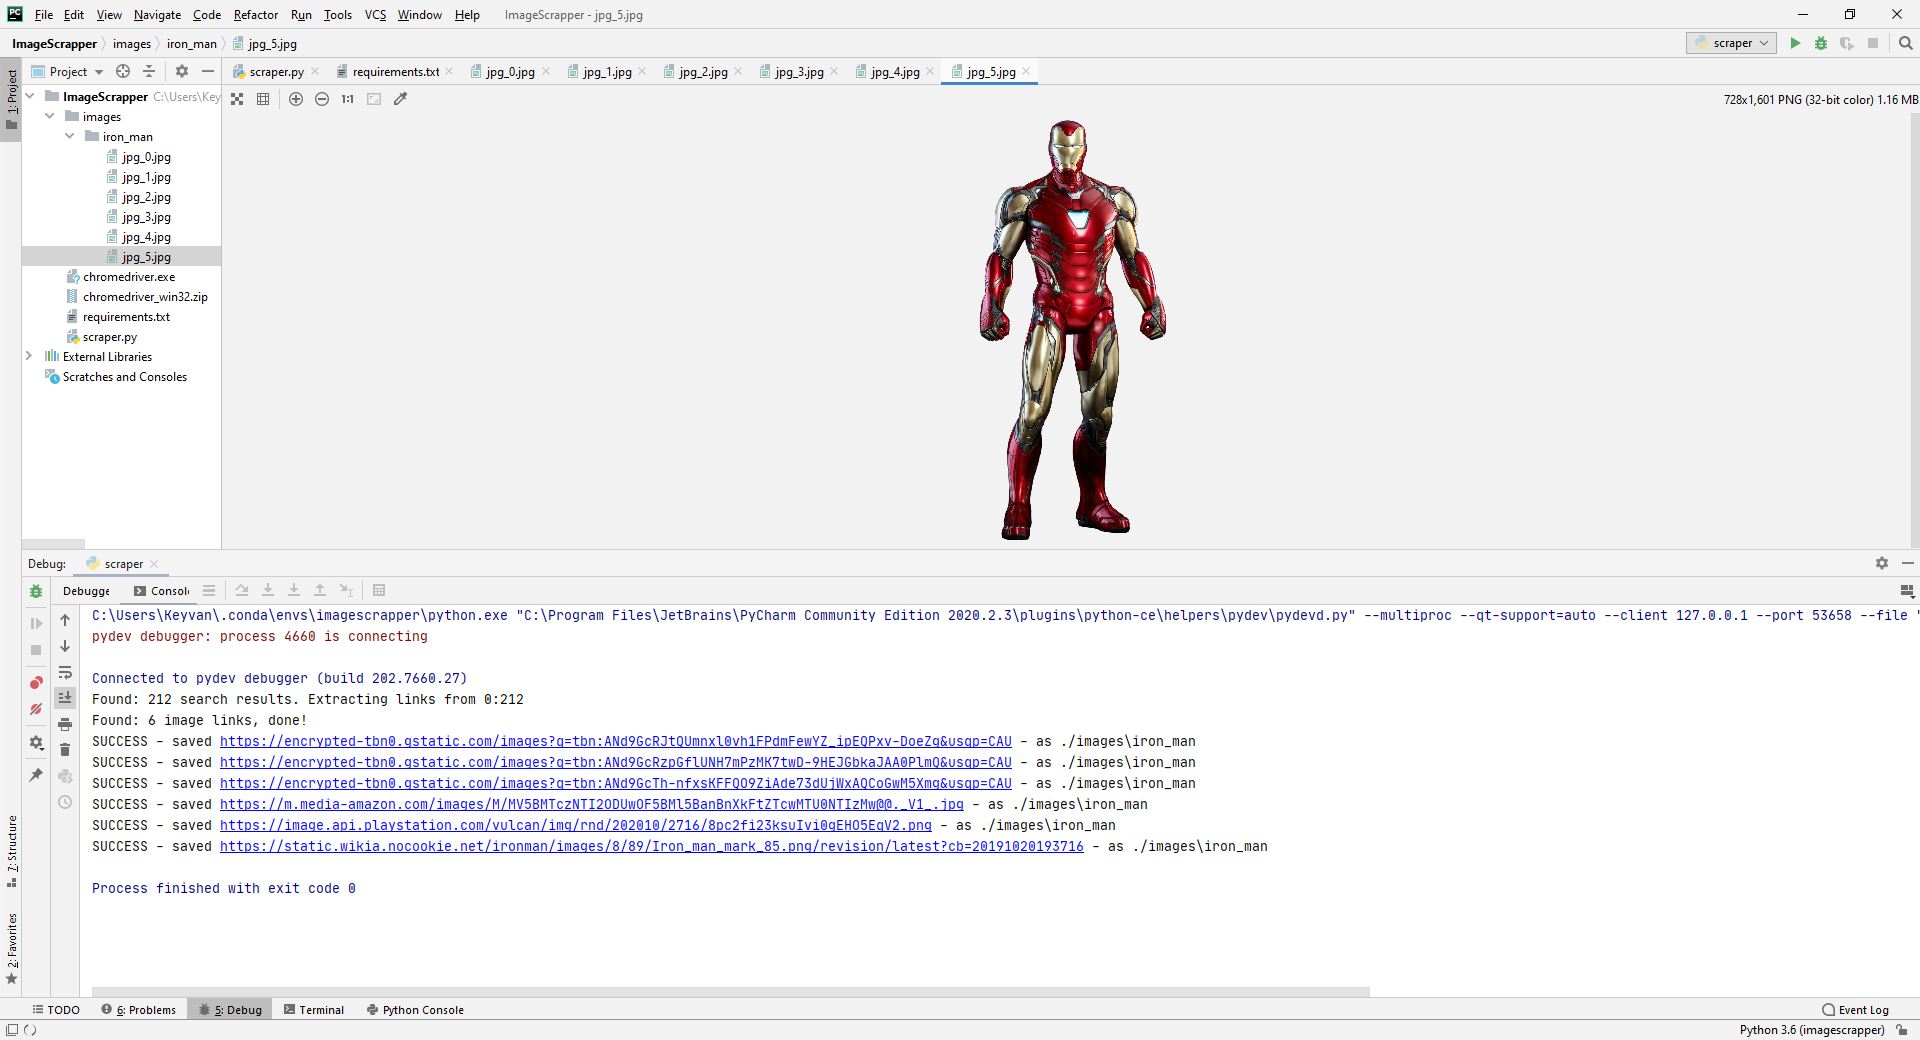 PC File Edit View Navigate Code Refactor Run Tools VCS Window Help ImageScrapper - jpg_5.jpg
ImageScrapper images iron_man jpg_5.jpg scraper
1: Project
Project scraper.py requirements.txt jpg_0.jpg jpg_1.jpg jpg_2.jpg jpg_3.jpg jpg_4.jpg jpg_5.jpg
ImageScrapper C:\Users\Key
1:1 728x1,601 PNG (32-bit color) 1.16 MB
images
iron_man
jpg_0.jpg
jpg_1.jpg
jpg_2.jpg
jpg_3.jpg
jpg_4.jpg
jpg_5.jpg
chromedriver.exe
chromedriver_win32.zip
requirements.txt
scraper.py
External Libraries
Scratches and Consoles
Debug: scraper
Debugge Consol
C:\Users\Keyvan\.conda\envs\imagescrapper\python.exe "C:\Program Files\JetBrains\PyCharm Community Edition 2020.2.3\plugins\python-ce\helpers\pydev\pydevd.py" --multiproc --qt-support=auto --client 127.0.0.1 --port 53658 --file "
pydev debugger: process 4660 is connecting
Connected to pydev debugger (build 202.7660.27)
Found: 212 search results. Extracting links from 0:212
Found: 6 image links, done!
SUCCESS - saved https://encrypted-tbn0.gstatic.com/images?q=tbn:ANd9GcRJtQUmnxl0vh1FPdmFewYZ_ipEQPxv-DoeZg&usqp=CAU - as ./images\iron_man
SUCCESS - saved https://encrypted-tbn0.gstatic.com/images?q=tbn:ANd9GcRzpGflUNH7mPzMK7twD-9HEJGbkaJAA0PlmQ&usqp=CAU - as ./images\iron_man
SUCCESS - saved https://encrypted-tbn0.gstatic.com/images?q=tbn:ANd9GcTh-nfxsKFFQO9ZiAde73dUjWxAQCoGwM5Xmg&usqp=CAU - as ./images\iron_man
SUCCESS - saved https://m.media-amazon.com/images/M/MV5BMTczNTI2ODUwOF5BMl5BanBnXkFtZTcwMTU0NTIzMw@@._V1_.jpg - as ./images\iron_man
SUCCESS - saved https://image.api.playstation.com/vulcan/img/rnd/202010/2716/8pc2fi23ksuIvi0gEHO5EqV2.png - as ./images\iron_man
SUCCESS - saved https://static.wikia.nocookie.net/ironman/images/8/89/Iron_man_mark_85.png/revision/latest?cb=20191020193716 - as ./images\iron_man
Process finished with exit code 0
7: Structure
2: Favorites
TODO 6: Problems 5: Debug Terminal Python Console Event Log
Python 3.6 (imagescrapper)